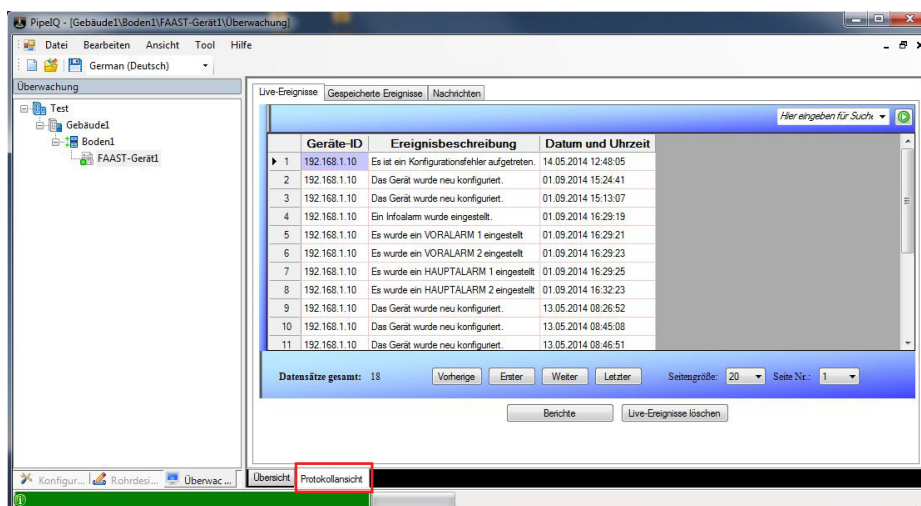 PipeIQ - [Gebäude1\Boden1\FAAST-Gerät1\Überwachung]
Datei Bearbeiten Ansicht Tool Hilfe
German (Deutsch)
Überwachung
Test
Gebäude1
Boden1
FAAST-Gerät1
Live-Ereignisse Gespeicherte Ereignisse Nachrichten
Hier eingeben für Suche
Geräte-ID Ereignisbeschreibung Datum und Uhrzeit
1 192.168.1.10 Es ist ein Konfigurationsfehler aufgetreten. 14.05.2014 12:48:05
2 192.168.1.10 Das Gerät wurde neu konfiguriert. 01.09.2014 15:24:41
3 192.168.1.10 Das Gerät wurde neu konfiguriert. 01.09.2014 15:13:07
4 192.168.1.10 Ein Infoalarm wurde eingestellt. 01.09.2014 16:29:19
5 192.168.1.10 Es wurde ein VORALARM 1 eingestellt 01.09.2014 16:29:21
6 192.168.1.10 Es wurde ein VORALARM 2 eingestellt 01.09.2014 16:29:23
7 192.168.1.10 Es wurde ein HAUPTALARM 1 eingestellt 01.09.2014 16:29:25
8 192.168.1.10 Es wurde ein HAUPTALARM 2 eingestellt 01.09.2014 16:32:23
9 192.168.1.10 Das Gerät wurde neu konfiguriert. 13.05.2014 08:26:52
10 192.168.1.10 Das Gerät wurde neu konfiguriert. 13.05.2014 08:45:08
11 192.168.1.10 Das Gerät wurde neu konfiguriert. 13.05.2014 08:46:51
Datensätze gesamt: 18 Vorherige Erster Weiter Letzter Seitengröße: 20 Seite Nr.: 1
Berichte Live-Ereignisse löschen
Konfigur... Rohrdesi... Überwac...
Übersicht Protokollansicht